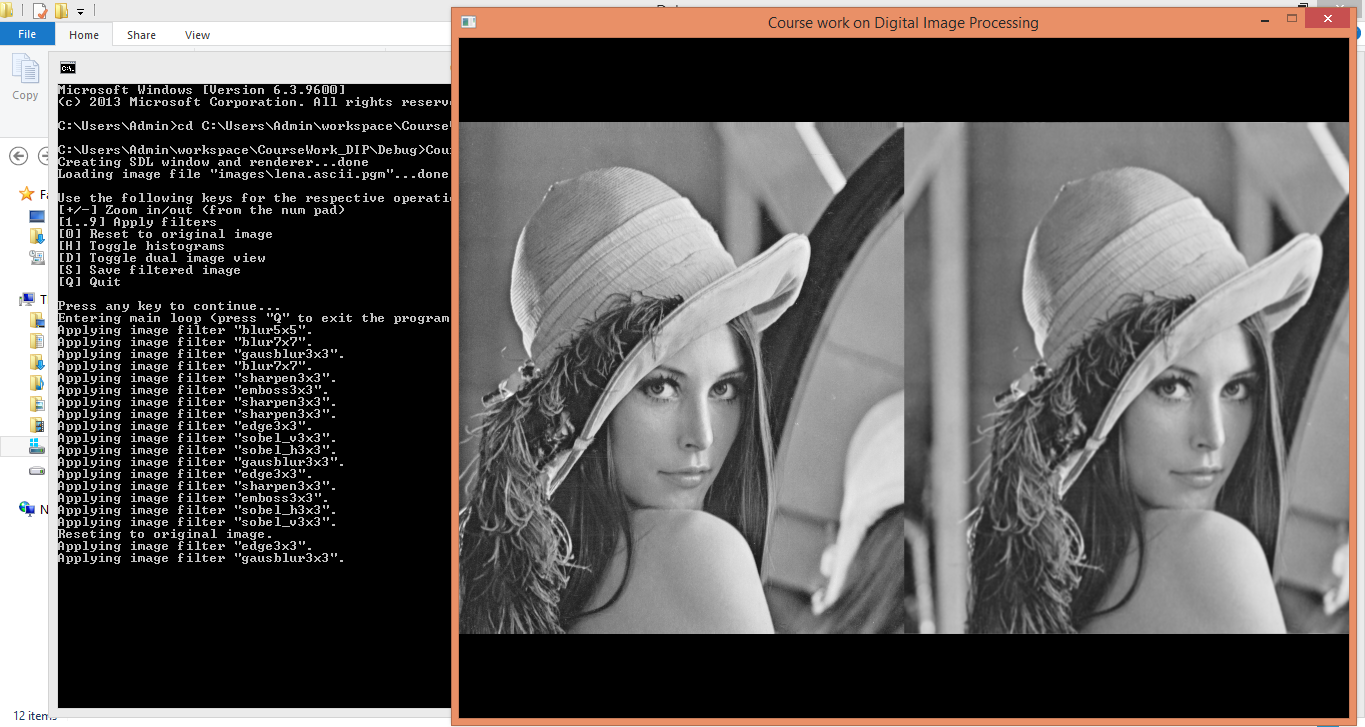 Course work on Digital Image Processing
File Home Share View
Copy
Microsoft Windows [Version 6.3.9600]
(c) 2013 Microsoft Corporation. All rights reserv
C:\Users\Admin>cd C:\Users\Admin\workspace\Course
C:\Users\Admin\workspace\CourseWork_DIP\Debug>Cou
Creating SDL window and renderer...done
Loading image file "images\lena.ascii.pgm"...done
Use the following keys for the respective operati
[+/-] Zoom in/out (from the num pad)
[1..9] Apply filters
[0] Reset to original image
[H] Toggle histograms
[D] Toggle dual image view
[S] Save filtered image
[Q] Quit
Press any key to continue...
Entering main loop (press "Q" to exit the program
Applying image filter "blur5x5".
Applying image filter "blur7x7".
Applying image filter "gausblur3x3".
Applying image filter "blur7x7".
Applying image filter "sharpen3x3".
Applying image filter "emboss3x3".
Applying image filter "sharpen3x3".
Applying image filter "sharpen3x3".
Applying image filter "edge3x3".
Applying image filter "sobel_v3x3".
Applying image filter "sobel_h3x3".
Applying image filter "gausblur3x3".
Applying image filter "edge3x3".
Applying image filter "sharpen3x3".
Applying image filter "emboss3x3".
Applying image filter "sobel_h3x3".
Applying image filter "sobel_v3x3".
Reseting to original image.
Applying image filter "edge3x3".
Applying image filter "gausblur3x3".
Fa
T
N
12 items